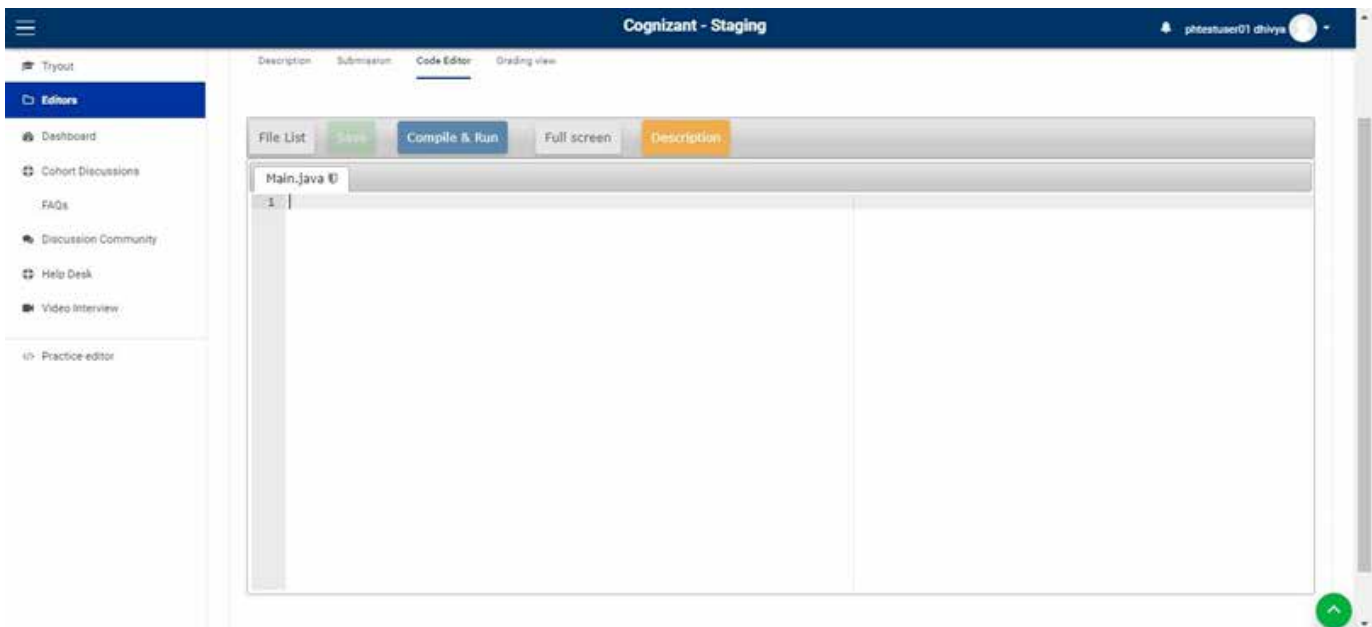 Cognizant - Staging
phtestuser01 dhivya
Tryout
Editors
Dashboard
Cohort Discussions
FAQs
Discussion Community
Help Desk
Video Interview
Practice editor
Description Submission Code Editor Grading view
File List Save Compile & Run Full screen Description
Main.java
1